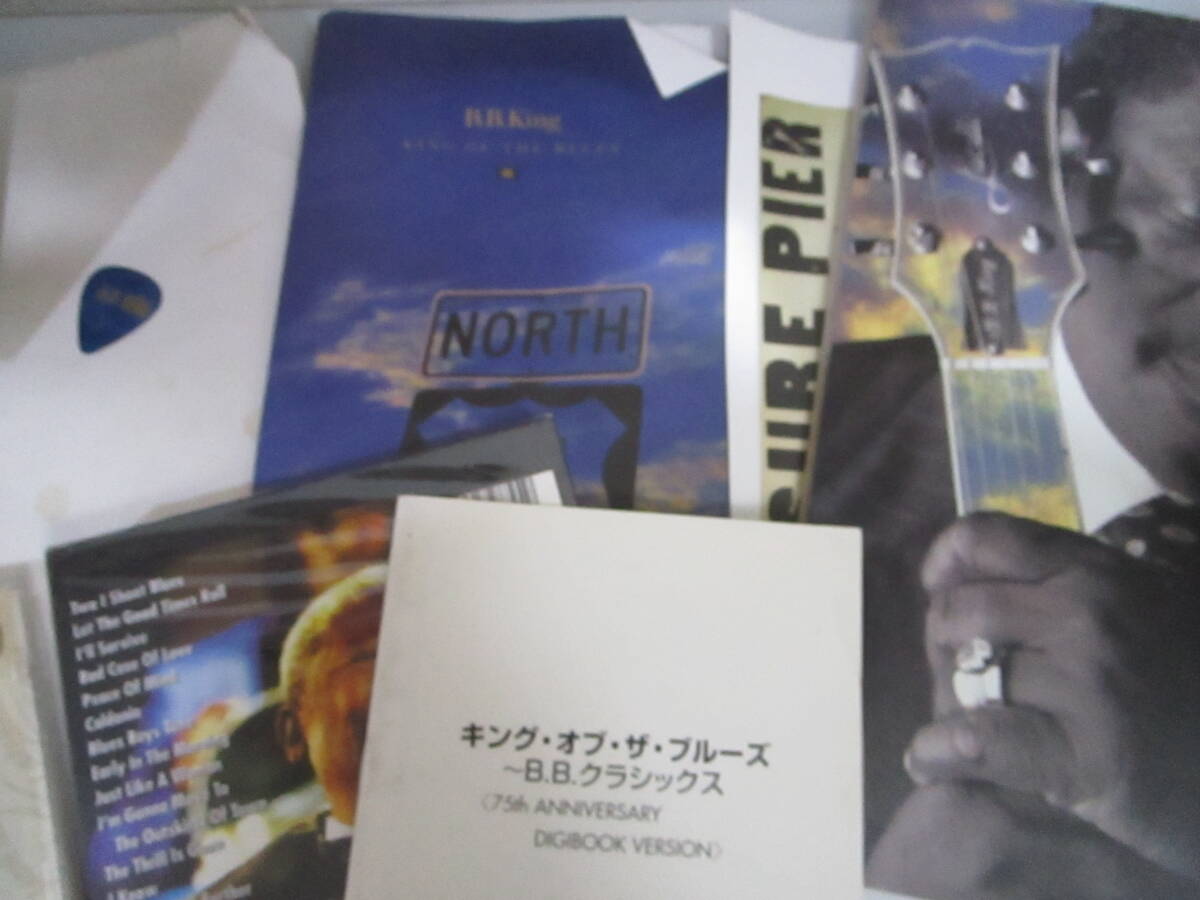 B.B.King
KING OF THE BLUES
NORTH
SURE PIER
Two I Shoot Blues
Let The Good Times Roll
I'll Survive
Bad Case Of Love
Peace Of Mind
Caldonia
Blues Boys
Early In The Morning
Just Like A Woman
I'm Gonna Move To
The Outskirts Of Town
The Thrill Is Gone
I Know
キング・オブ・ザ・ブルーズ
〜B.B.クラシックス
〈75th ANNIVERSARY
DIGIBOOK VERSION〉